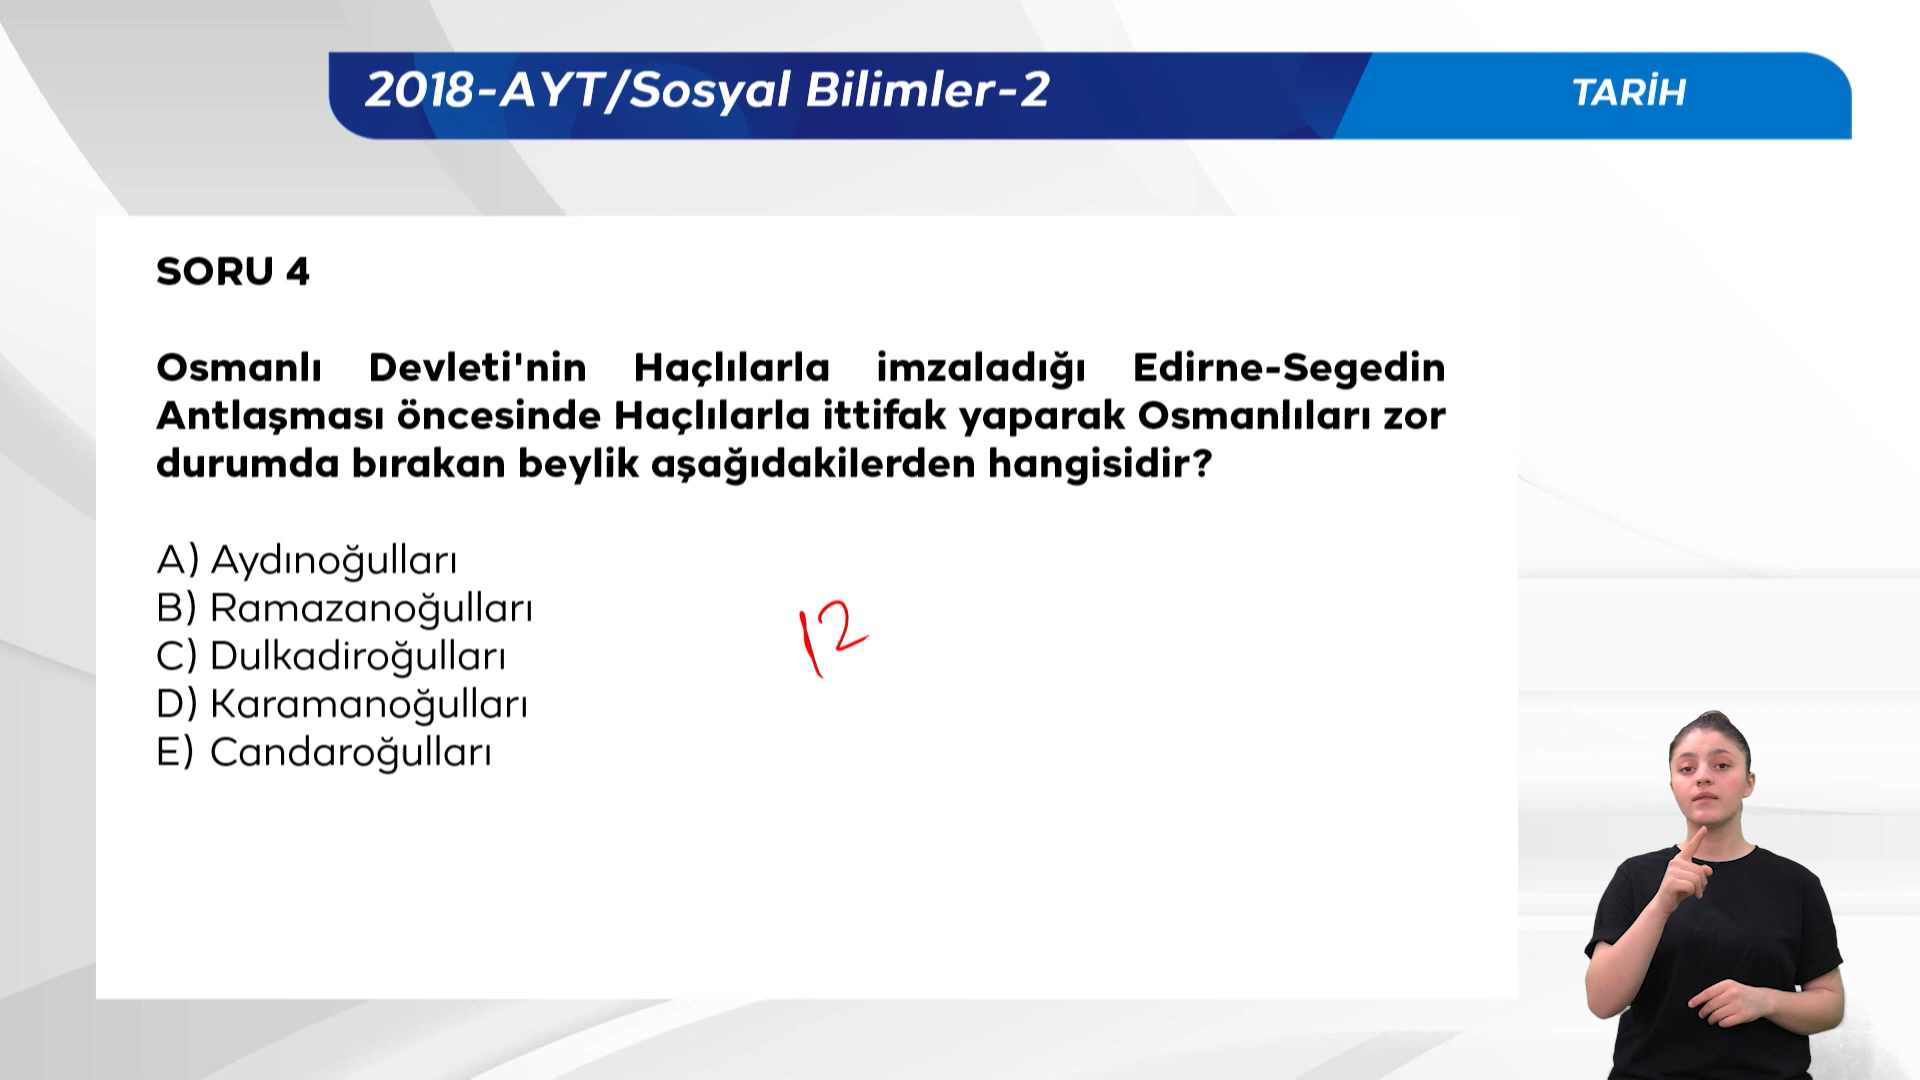 2018-AYT/Sosyal Bilimler-2
TARİH
SORU 4
Osmanlı Devleti'nin Haçlılarla imzaladığı Edirne-Segedin
Antlaşması öncesinde Haçlılarla ittifak yaparak Osmanlıları zor
durumda bırakan beylik aşağıdakilerden hangisidir?
A) Aydınoğulları
B) Ramazanoğulları
C) Dulkadiroğulları
D) Karamanoğulları
E) Candaroğulları
12